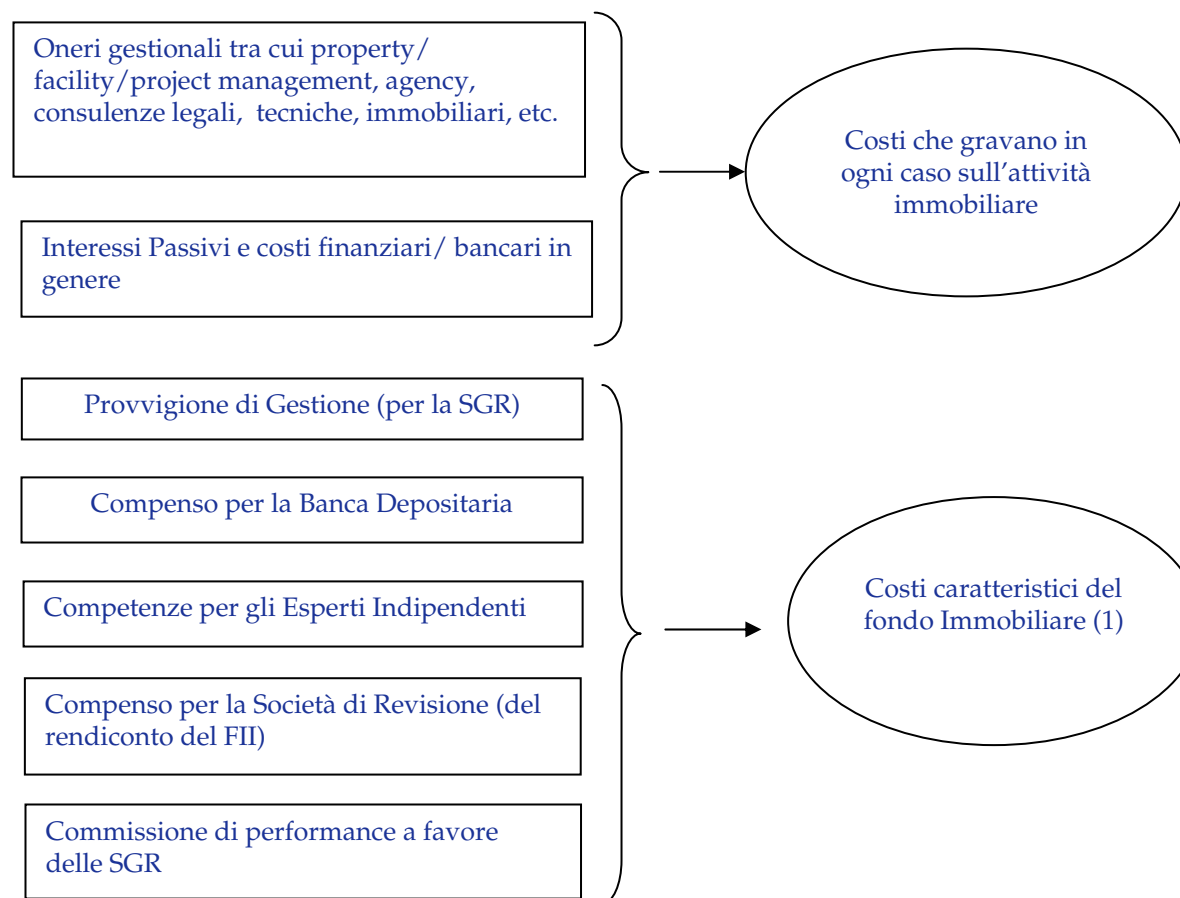 Oneri gestionali tra cui property/
facility/project management, agency,
consulenze legali, tecniche, immobiliari, etc.
Costi che gravano in
ogni caso sull'attività
immobiliare
Interessi Passivi e costi finanziari/ bancari in
genere
Provvigione di Gestione (per la SGR)
Compenso per la Banca Depositaria
Competenze per gli Esperti Indipendenti
Costi caratteristici del
fondo Immobiliare (1)
Compenso per la Società di Revisione (del
rendiconto del FII)
Commissione di performance a favore
delle SGR